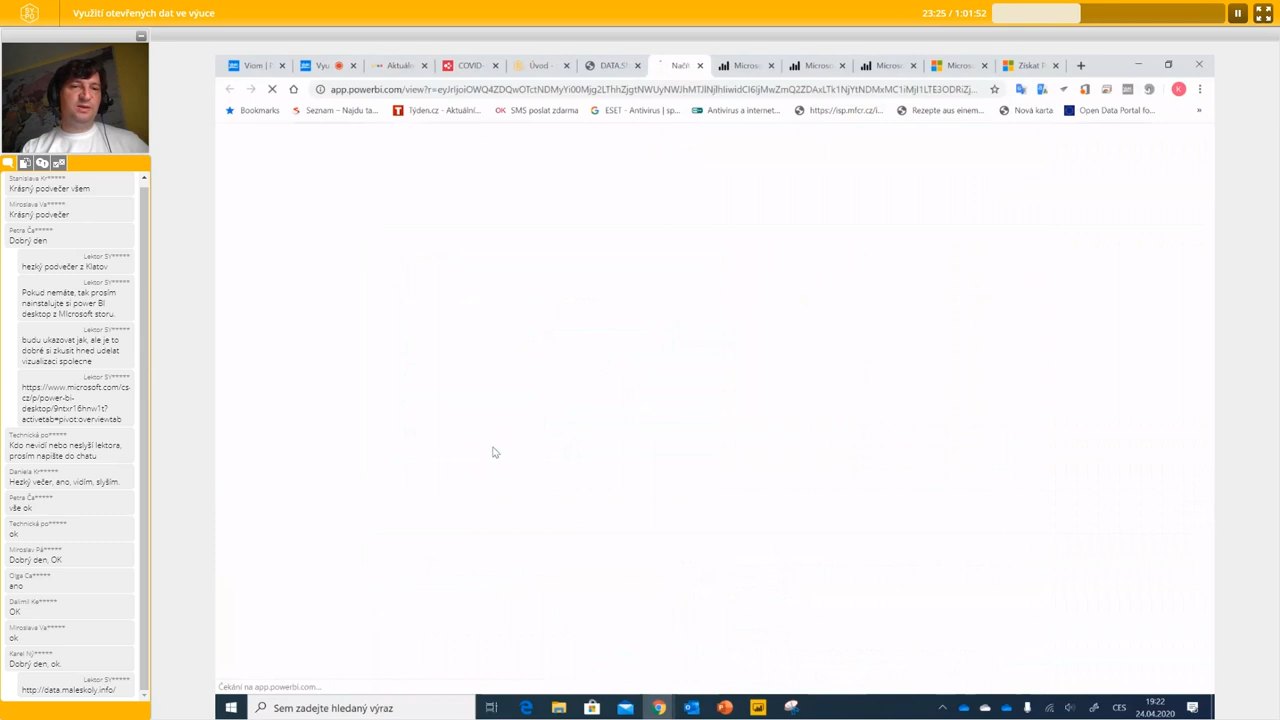 SY
PO
Využití otevřených dat ve výuce
23:25 / 1:01:52
Viom |
Vyu
Aktuáln
COVID-
Úvod -
DATA.S
Načí
Microso
Microso
Microso
Microso
Získat P
app.powerbi.com/view?r=
Bookmarks
Seznam – Najdu ta...
Týden.cz - Aktuální...
SMS poslat zdarma
ESET - Antivirus | sp...
Antivirus a internet...
https://isp.mfcr.cz/i...
Rezepte aus einem...
Nová karta
Open Data Portal fo...
»
K
Stanislava Kr*****
Krásný podvečer všem
Miroslava Va*****
Krásný podvečer
Petra Če*****
Dobrý den
Lektor SY*****
hezký podvečer z Klatov
Lektor SY*****
Pokud nemáte, tak prosím
nainstalujte si power BI
desktop z Microsoft storu.
Lektor SY*****
budu ukazovat jak, ale je to
dobré si zkusit hned udelat
vizualizaci spolecne
Lektor SY*****
https://www.microsoft.com/cs-
cz/p/power-bi-
desktop/9ntxr16hnw1t?
activetab=pivot:overviewtab
Technická po*****
Kdo nevidí nebo neslyší lektora,
prosím napište do chatu
Daniela Kr*****
Hezký večer, ano, vidím, slyším.
Petra Če*****
vše ok
Technická po*****
ok
Miroslav Pá*****
Dobrý den, OK
Olga Ca*****
ano
Dalimil Ke*****
OK
Miroslava Va*****
ok
Karel Ný*****
Dobrý den, ok.
Lektor SY*****
http://data.maleskoly.info/
Čekání na app.powerbi.com...
Sem zadejte hledaný výraz
CES
19:22
24.04.2020